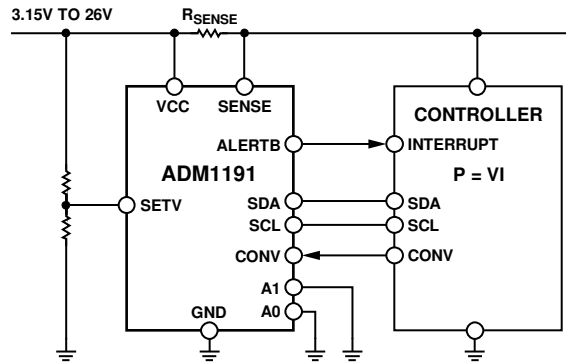 3.15V TO 26V
RSENSE
VCC
SENSE
CONTROLLER
ALERTB
INTERRUPT
ADM1191
P = VI
SETV
SDA
SDA
SCL
SCL
CONV
CONV
A1
GND
A0